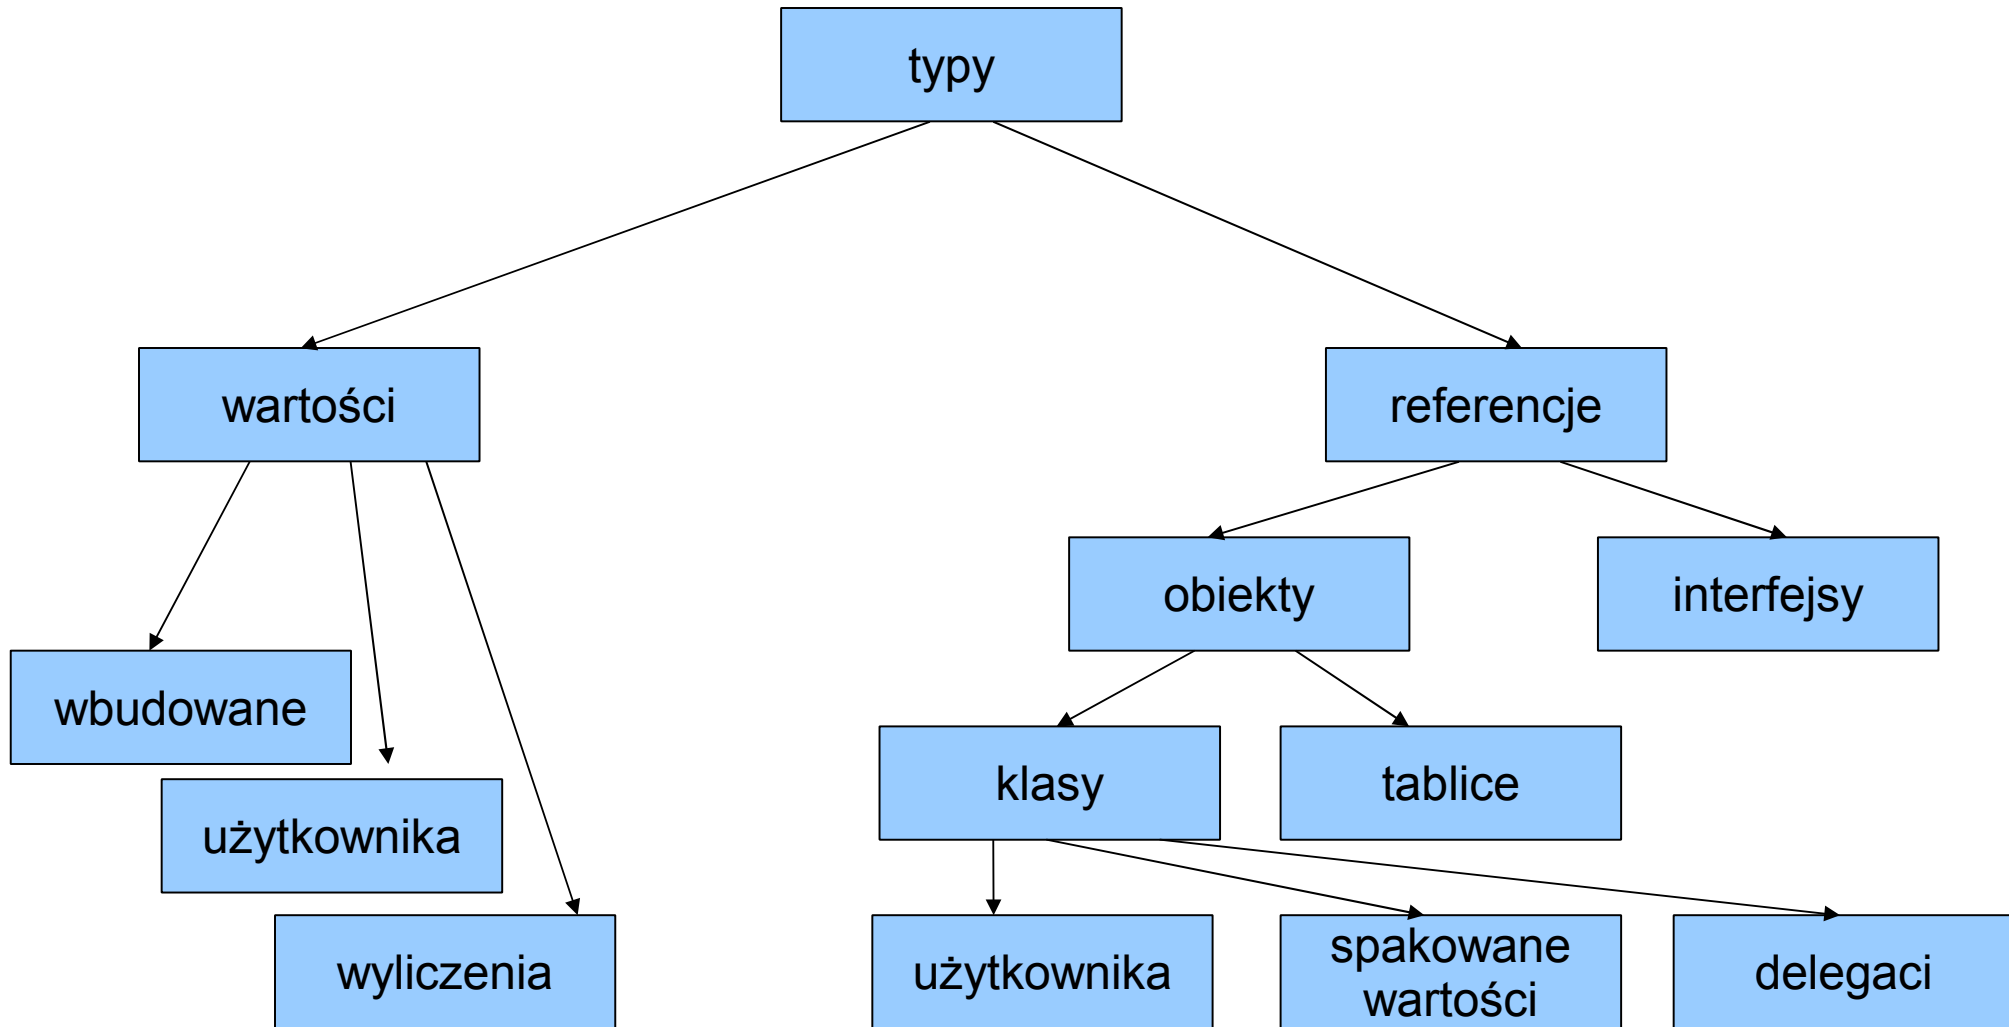 typy
wartości
referencje
obiekty
interfejsy
wbudowane
klasy
tablice
użytkownika
wyliczenia
użytkownika
spakowane
wartości
delegaci